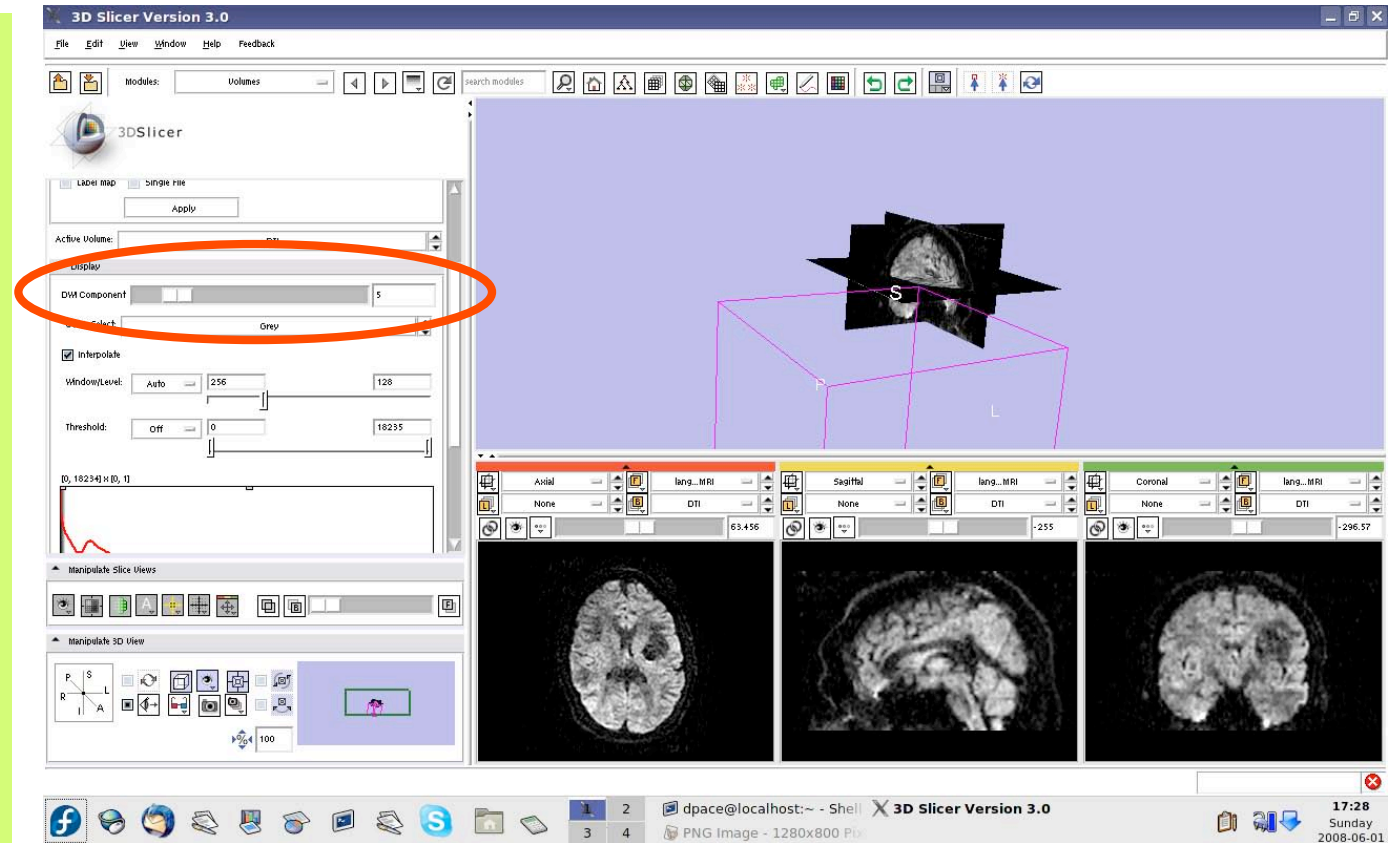 3D Slicer Version 3.0
File Edit View Window Help Feedback
Modules: Volumes search modules
3DSlicer
Label Map Single File
Apply
Active Volume: DTI
Display
DWI Component 5
Select: Grey
Interpolate
Window/Level: Auto 256 128
Threshold: Off 0 18235
[0, 18234] x [0, 1]
Manipulate Slice Views
A B F
Manipulate 3D View
P S
R L
I A
100
S
P
L
Axial lang...MRI
None DTI
63.456
Sagittal lang...MRI
None DTI
-255
Coronal lang...MRI
None DTI
-296.57
1 2
3 4
dpace@localhost:~ - Shell
3D Slicer Version 3.0
PNG Image - 1280x800 Pi
17:28
Sunday
2008-06-01